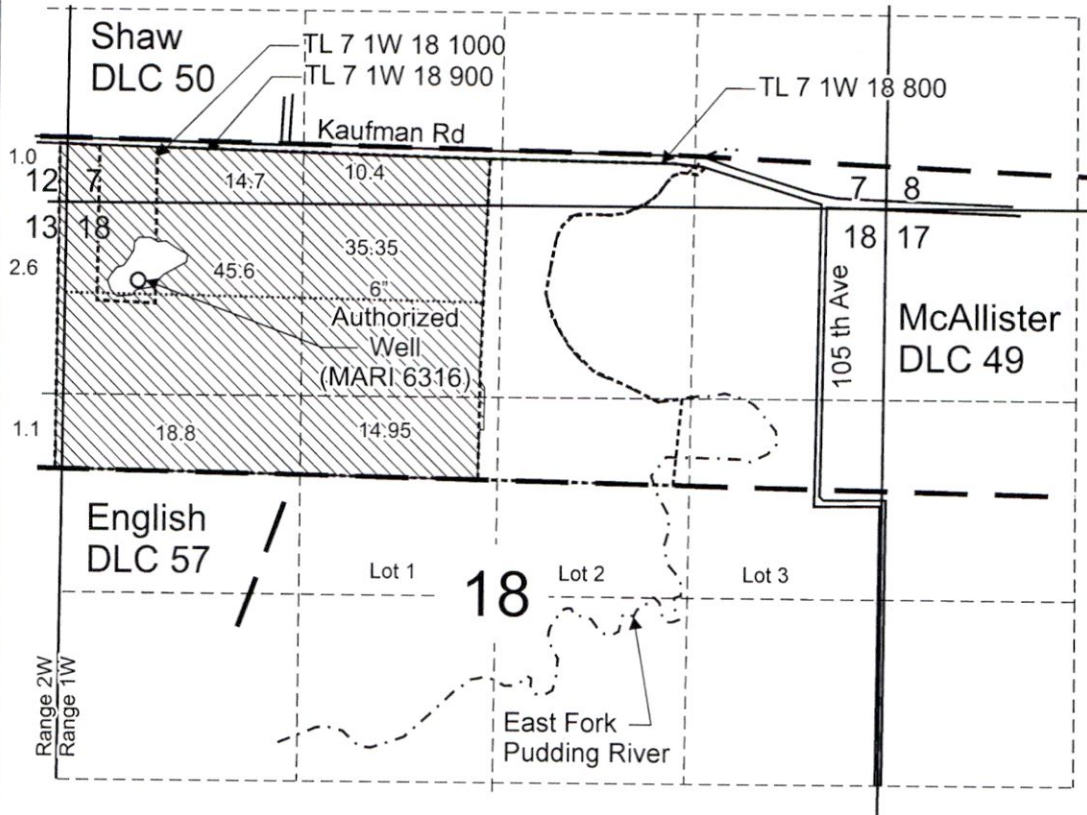 Shaw
DLC 50
TL 7 1W 18 1000
TL 7 1W 18 900
TL 7 1W 18 800
Kaufman Rd
1.0
12
7
14.7
10.4
7
8
13
18
18
17
2.6
45.6
35.35
6"
Authorized
Well
(MARI 6316)
105 th Ave
McAllister
DLC 49
1.1
18.8
14.95
English
DLC 57
Lot 1
18
Lot 2
Lot 3
Range 2W
Range 1W
East Fork
Pudding River